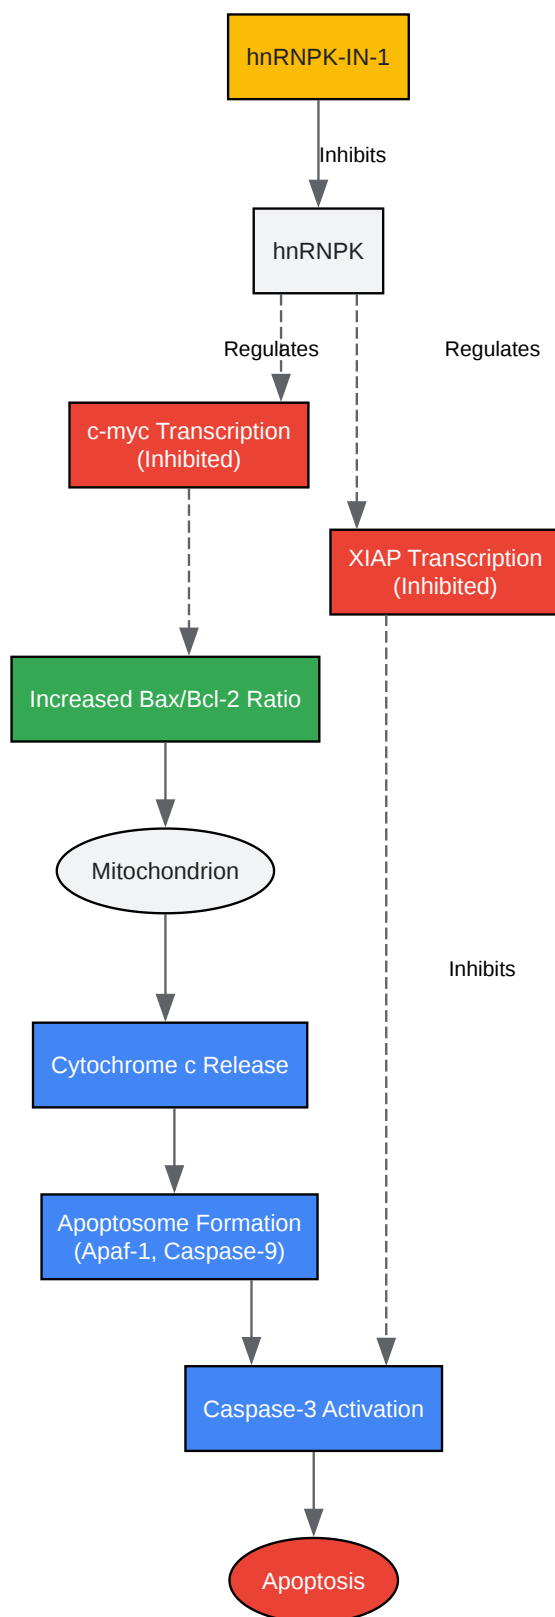 hnRNPK-IN-1
Inhibits
hnRNPK
Regulates
Regulates
c-myc Transcription
(Inhibited)
XIAP Transcription
(Inhibited)
Increased Bax/Bcl-2 Ratio
Mitochondrion
Inhibits
Cytochrome c Release
Apoptosome Formation
(Apaf-1, Caspase-9)
Caspase-3 Activation
Apoptosis